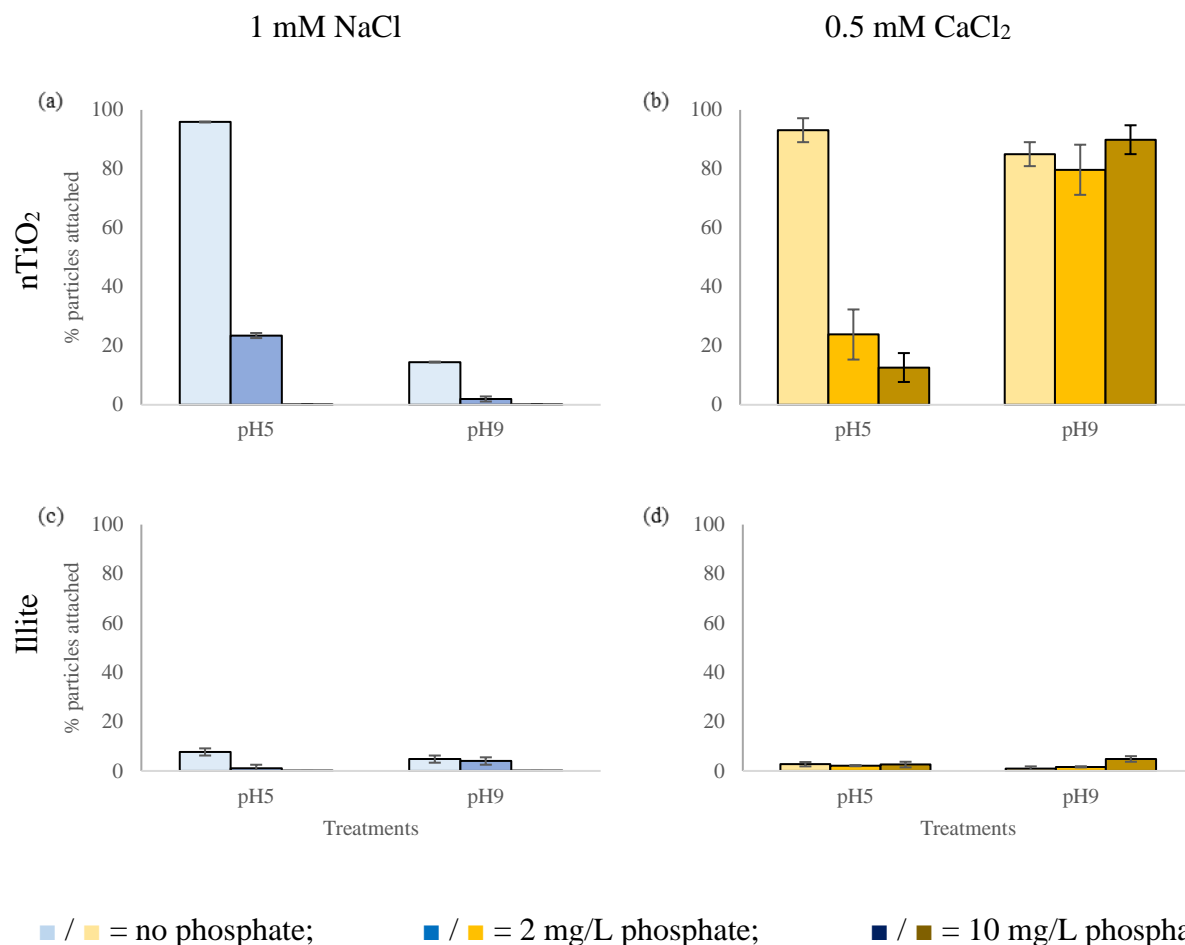 1 mM NaCl
0.5 mM CaCl₂
nTiO₂
(a)
% particles attached
100
80
60
40
20
0
pH5
pH9
(b)
100
80
60
40
20
0
pH5
pH9
Illite
(c)
% particles attached
100
80
60
40
20
0
pH5
pH9
Treatments
(d)
100
80
60
40
20
0
pH5
pH9
Treatments
■ / ■ = no phosphate; ■ / ■ = 2 mg/L phosphate; ■ / ■ = 10 mg/L phospha